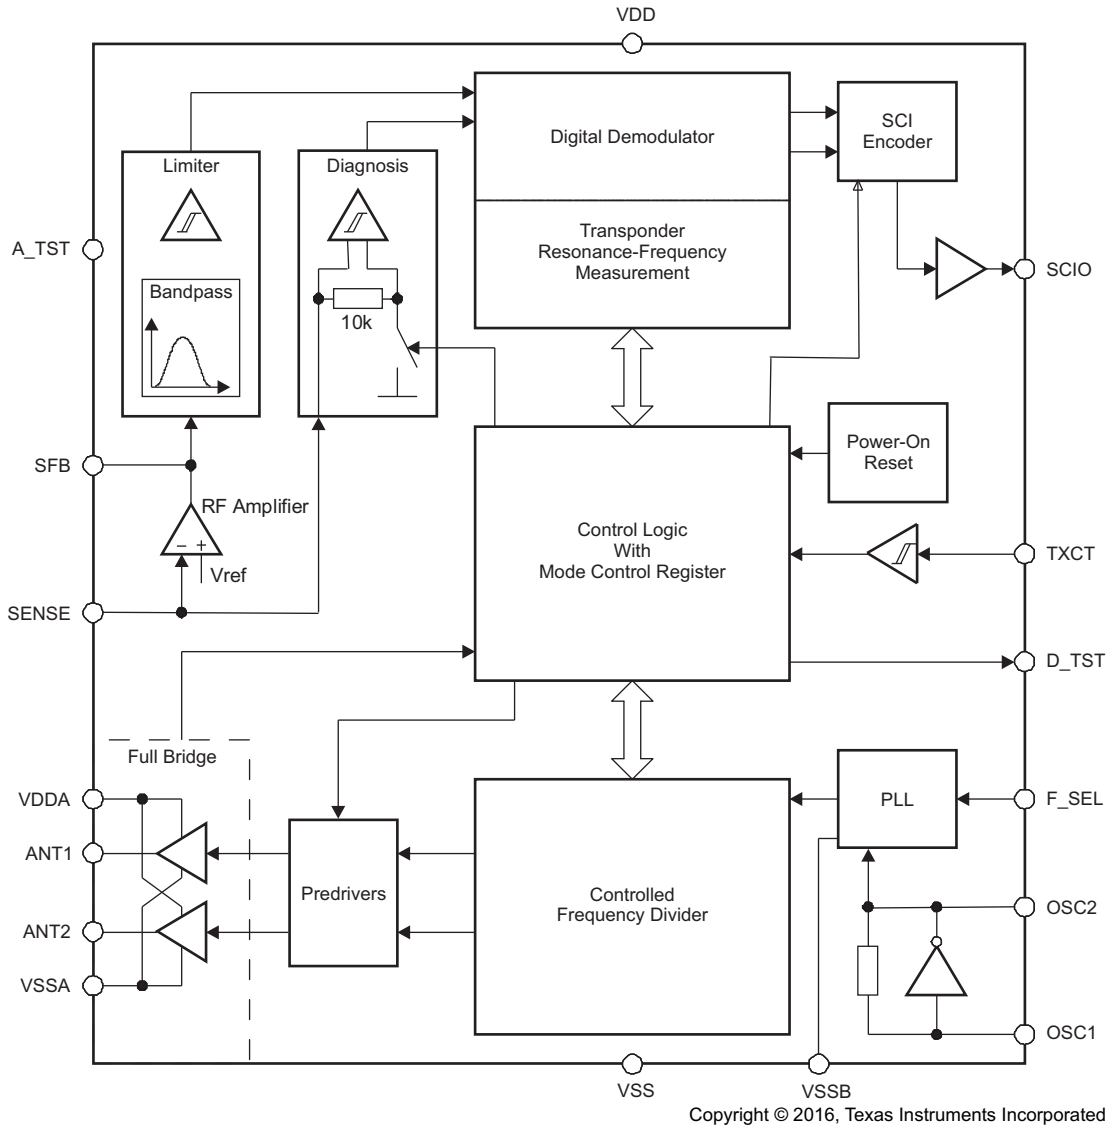 VDD
Limiter
Diagnosis
Digital Demodulator
SCI
Encoder
A_TST
Transponder
Resonance-Frequency
Measurement
SCIO
Bandpass
10k
SFB
RF Amplifier
− +
Vref
SENSE
Power-On
Reset
Control Logic
With
Mode Control Register
TXCT
D_TST
Full Bridge
VDDA
ANT1
ANT2
VSSA
Predrivers
Controlled
Frequency Divider
PLL
F_SEL
OSC2
OSC1
VSS
VSSB
Copyright © 2016, Texas Instruments Incorporated